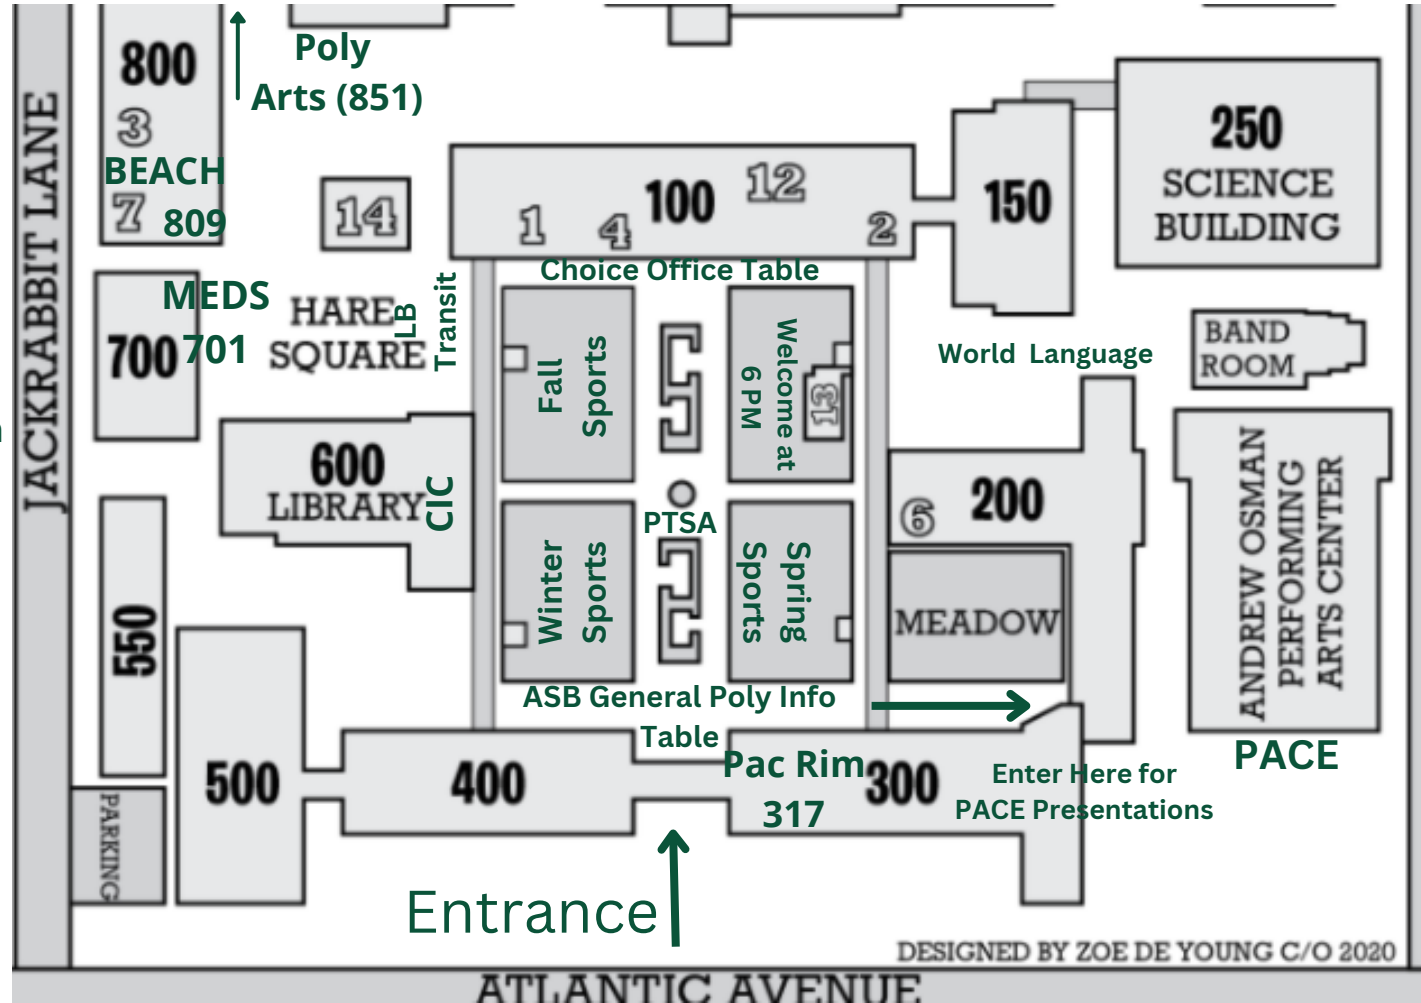 800
3
BEACH
7
809
Poly
Arts (851)
14
100
12
1
4
2
150
250
SCIENCE
BUILDING
Choice Office Table
JACKRABBIT LANE
MEDS
701
700
HARE
SQUARE
LB
Transit
Fall
Sports
Welcome at
6 PM
13
World Language
BAND
ROOM
600
LIBRARY
CIC
PTSA
6
200
ANDREW OSMAN
PERFORMING
ARTS CENTER
Winter
Sports
Spring
Sports
MEADOW
550
ASB General Poly Info
Table
500
400
Pac Rim
317
300
Enter Here for
PACE Presentations
PACE
PARKING
Entrance
DESIGNED BY ZOE DE YOUNG C/O 2020
ATLANTIC AVENUE